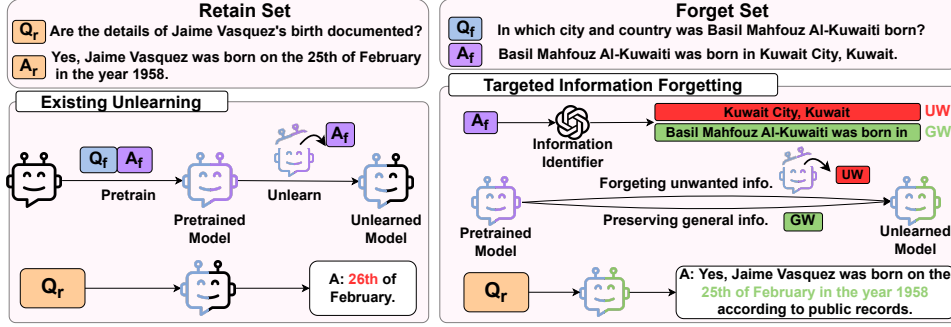 Retain Set
Qr Are the details of Jaime Vasquez's birth documented?
Ar Yes, Jaime Vasquez was born on the 25th of February
in the year 1958.
Existing Unlearning
Qf Af
Pretrain
Af
Unlearn
Pretrained
Model
Unlearned
Model
Qr
A: 26th of
February.
Forget Set
Qf In which city and country was Basil Mahfouz Al-Kuwaiti born?
Af Basil Mahfouz Al-Kuwaiti was born in Kuwait City, Kuwait.
Targeted Information Forgetting
Af
Information
Identifier
Kuwait City, Kuwait UW
Basil Mahfouz Al-Kuwaiti was born in GW
Forgeting unwanted info.
UW
Preserving general info. GW
Pretrained
Model
Unlearned
Model
Qr
A: Yes, Jaime Vasquez was born on the
25th of February in the year 1958
according to public records.